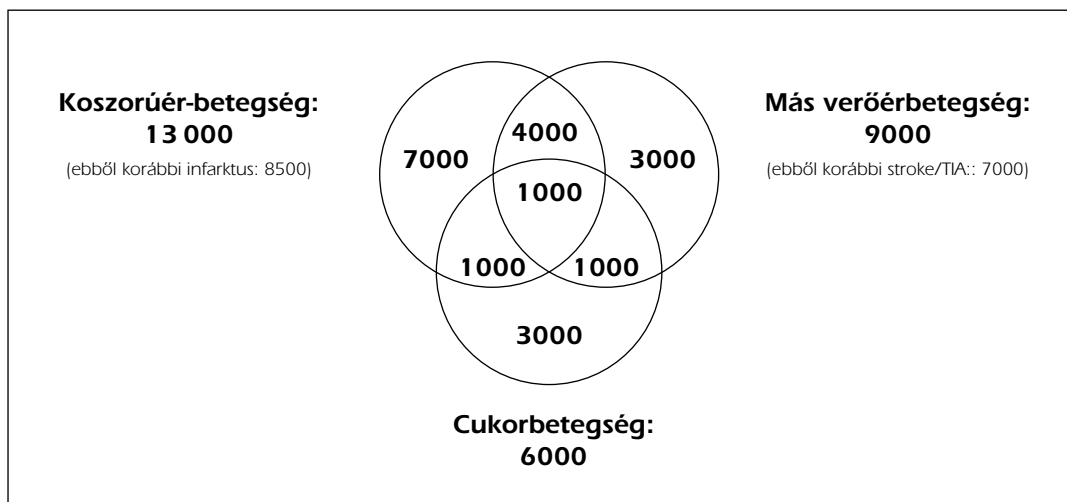 Koszorúér-betegség:
13 000
(ebből korábbi infarktus: 8500)
Más verőérbetegség:
9000
(ebből korábbi stroke/TIA:: 7000)
4000
7000
3000
1000
1000
1000
3000
Cukorbetegség:
6000